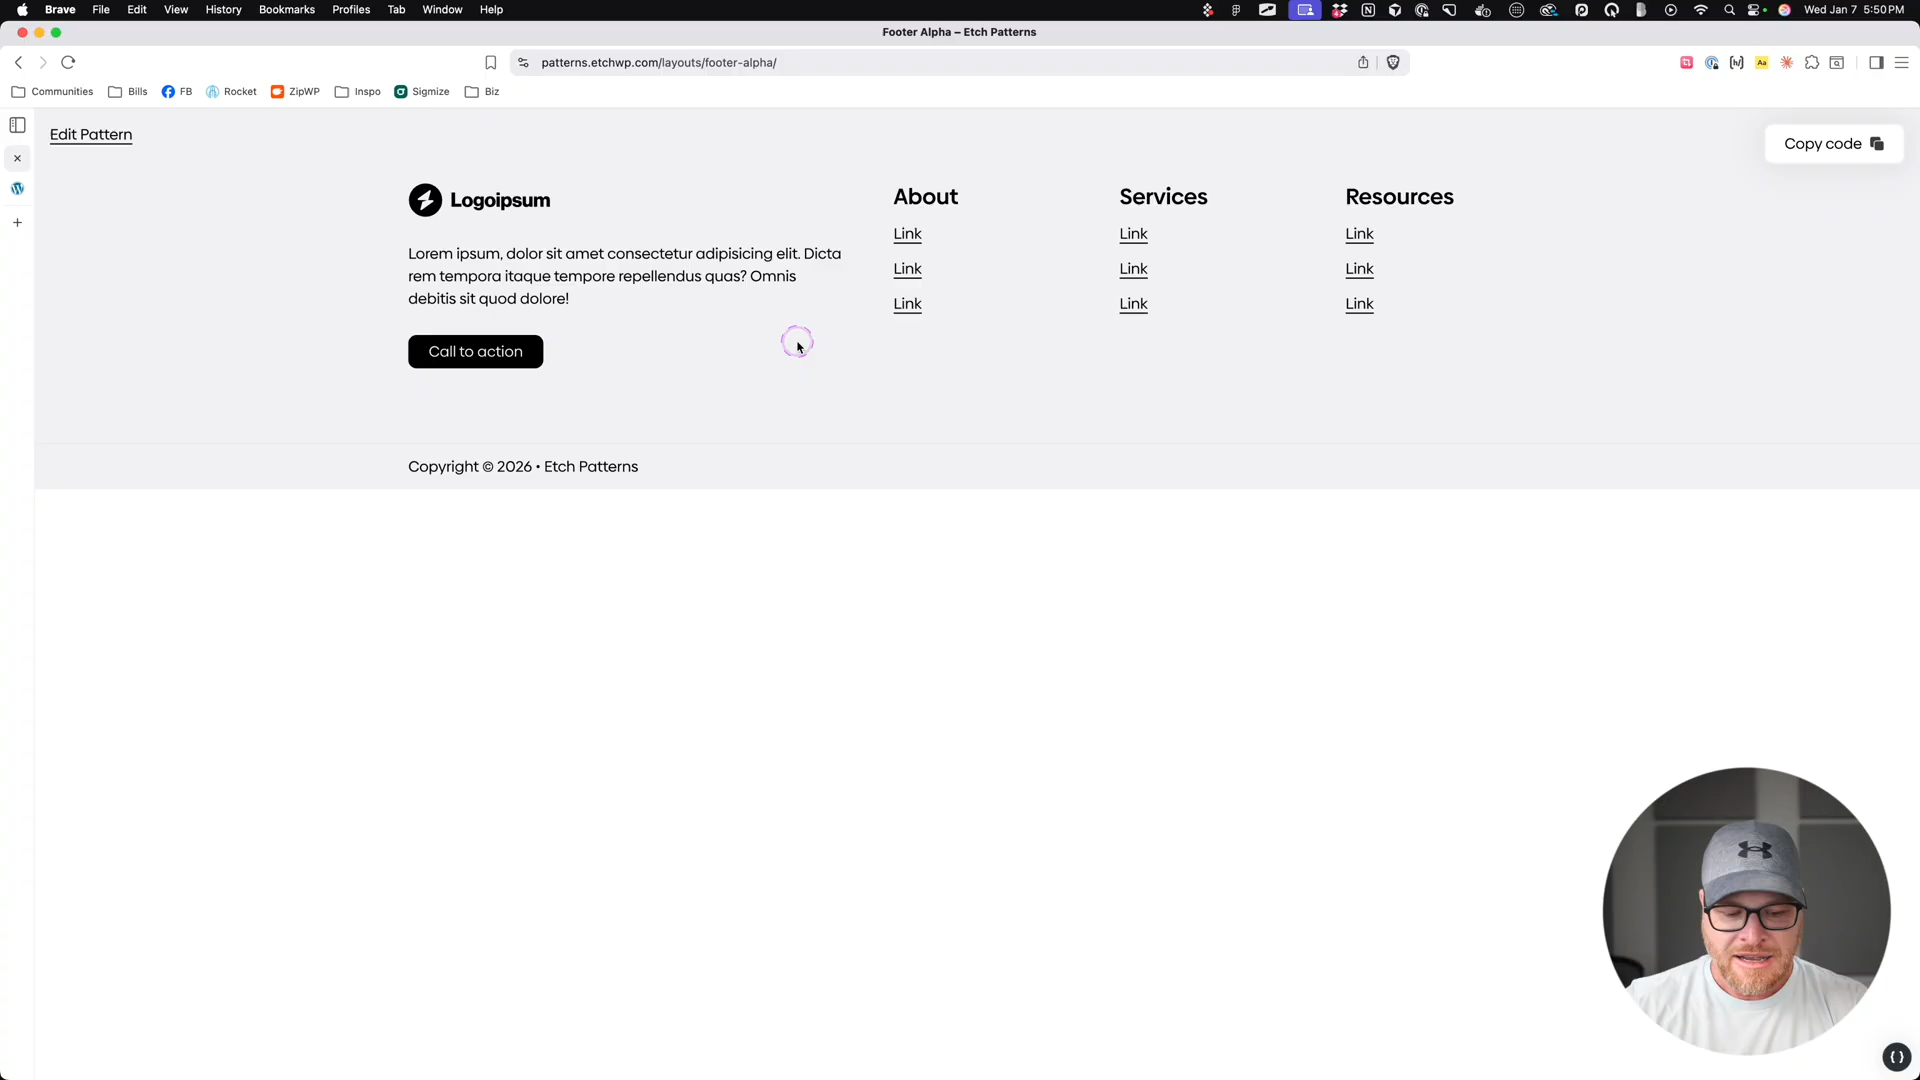 Brave File Edit View History Bookmarks Profiles Tab Window Help
Wed Jan 7 5:50 PM
Footer Alpha – Etch Patterns
patterns.etchwp.com/layouts/footer-alpha/
Communities Bills FB Rocket ZipWP Inspo Sigmize Biz
Edit Pattern
Copy code
Logoipsum
Lorem ipsum, dolor sit amet consectetur adipisicing elit. Dicta
rem tempora itaque tempore repellendus quas? Omnis
debitis sit quod dolore!
Call to action
About
Link
Link
Link
Services
Link
Link
Link
Resources
Link
Link
Link
Copyright © 2026 • Etch Patterns